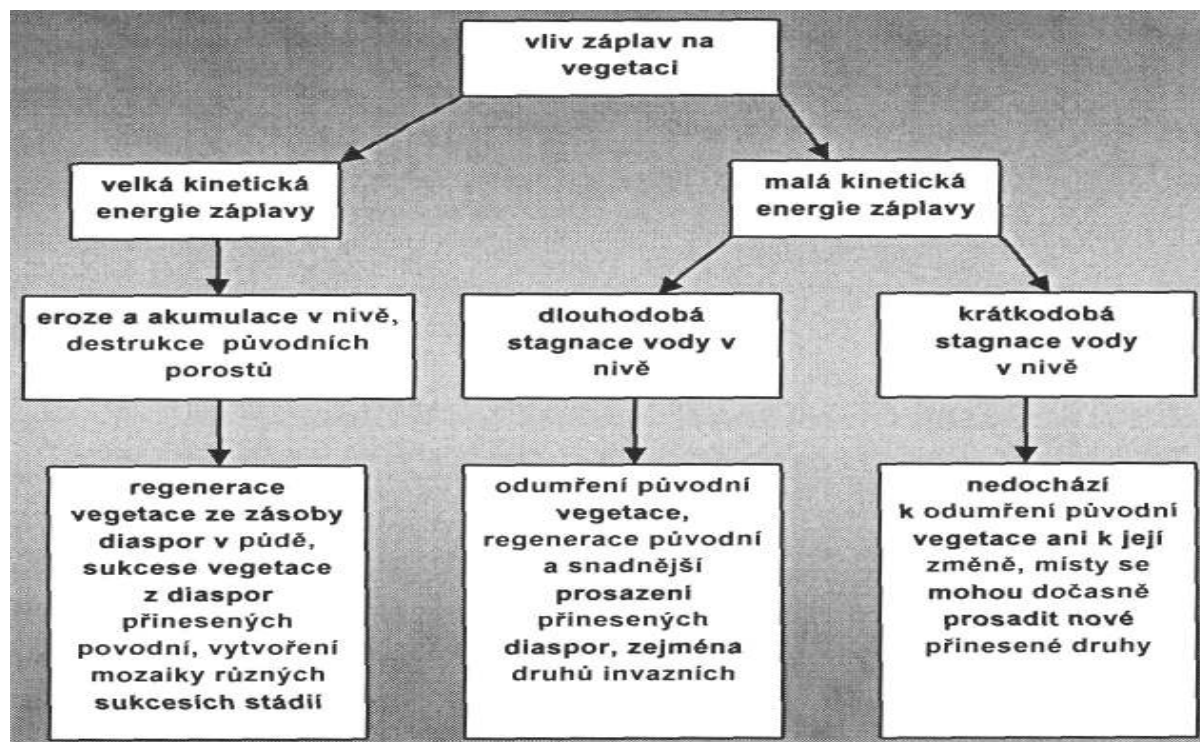 vliv záplav na
vegetaci
velká kinetická
energie záplavy
malá kinetická
energie záplavy
eroze a akumulace v nivě,
destrukce původních
porostů
dlouhodobá
stagnace vody v
nivě
krátkodobá
stagnace vody
v nivě
regenerace
vegetace ze zásoby
diaspor v půdě,
sukcese vegetace
z diaspor
přinesených
povodní, vytvoření
mozaiky různých
sukcesích stádií
odumření původní
vegetace,
regenerace původní
a snadnější
prosazení
přinesených
diaspor, zejména
druhů invazních
nedochází
k odumření původní
vegetace ani k její
změně, místy se
mohou dočasně
prosadit nové
přinesené druhy